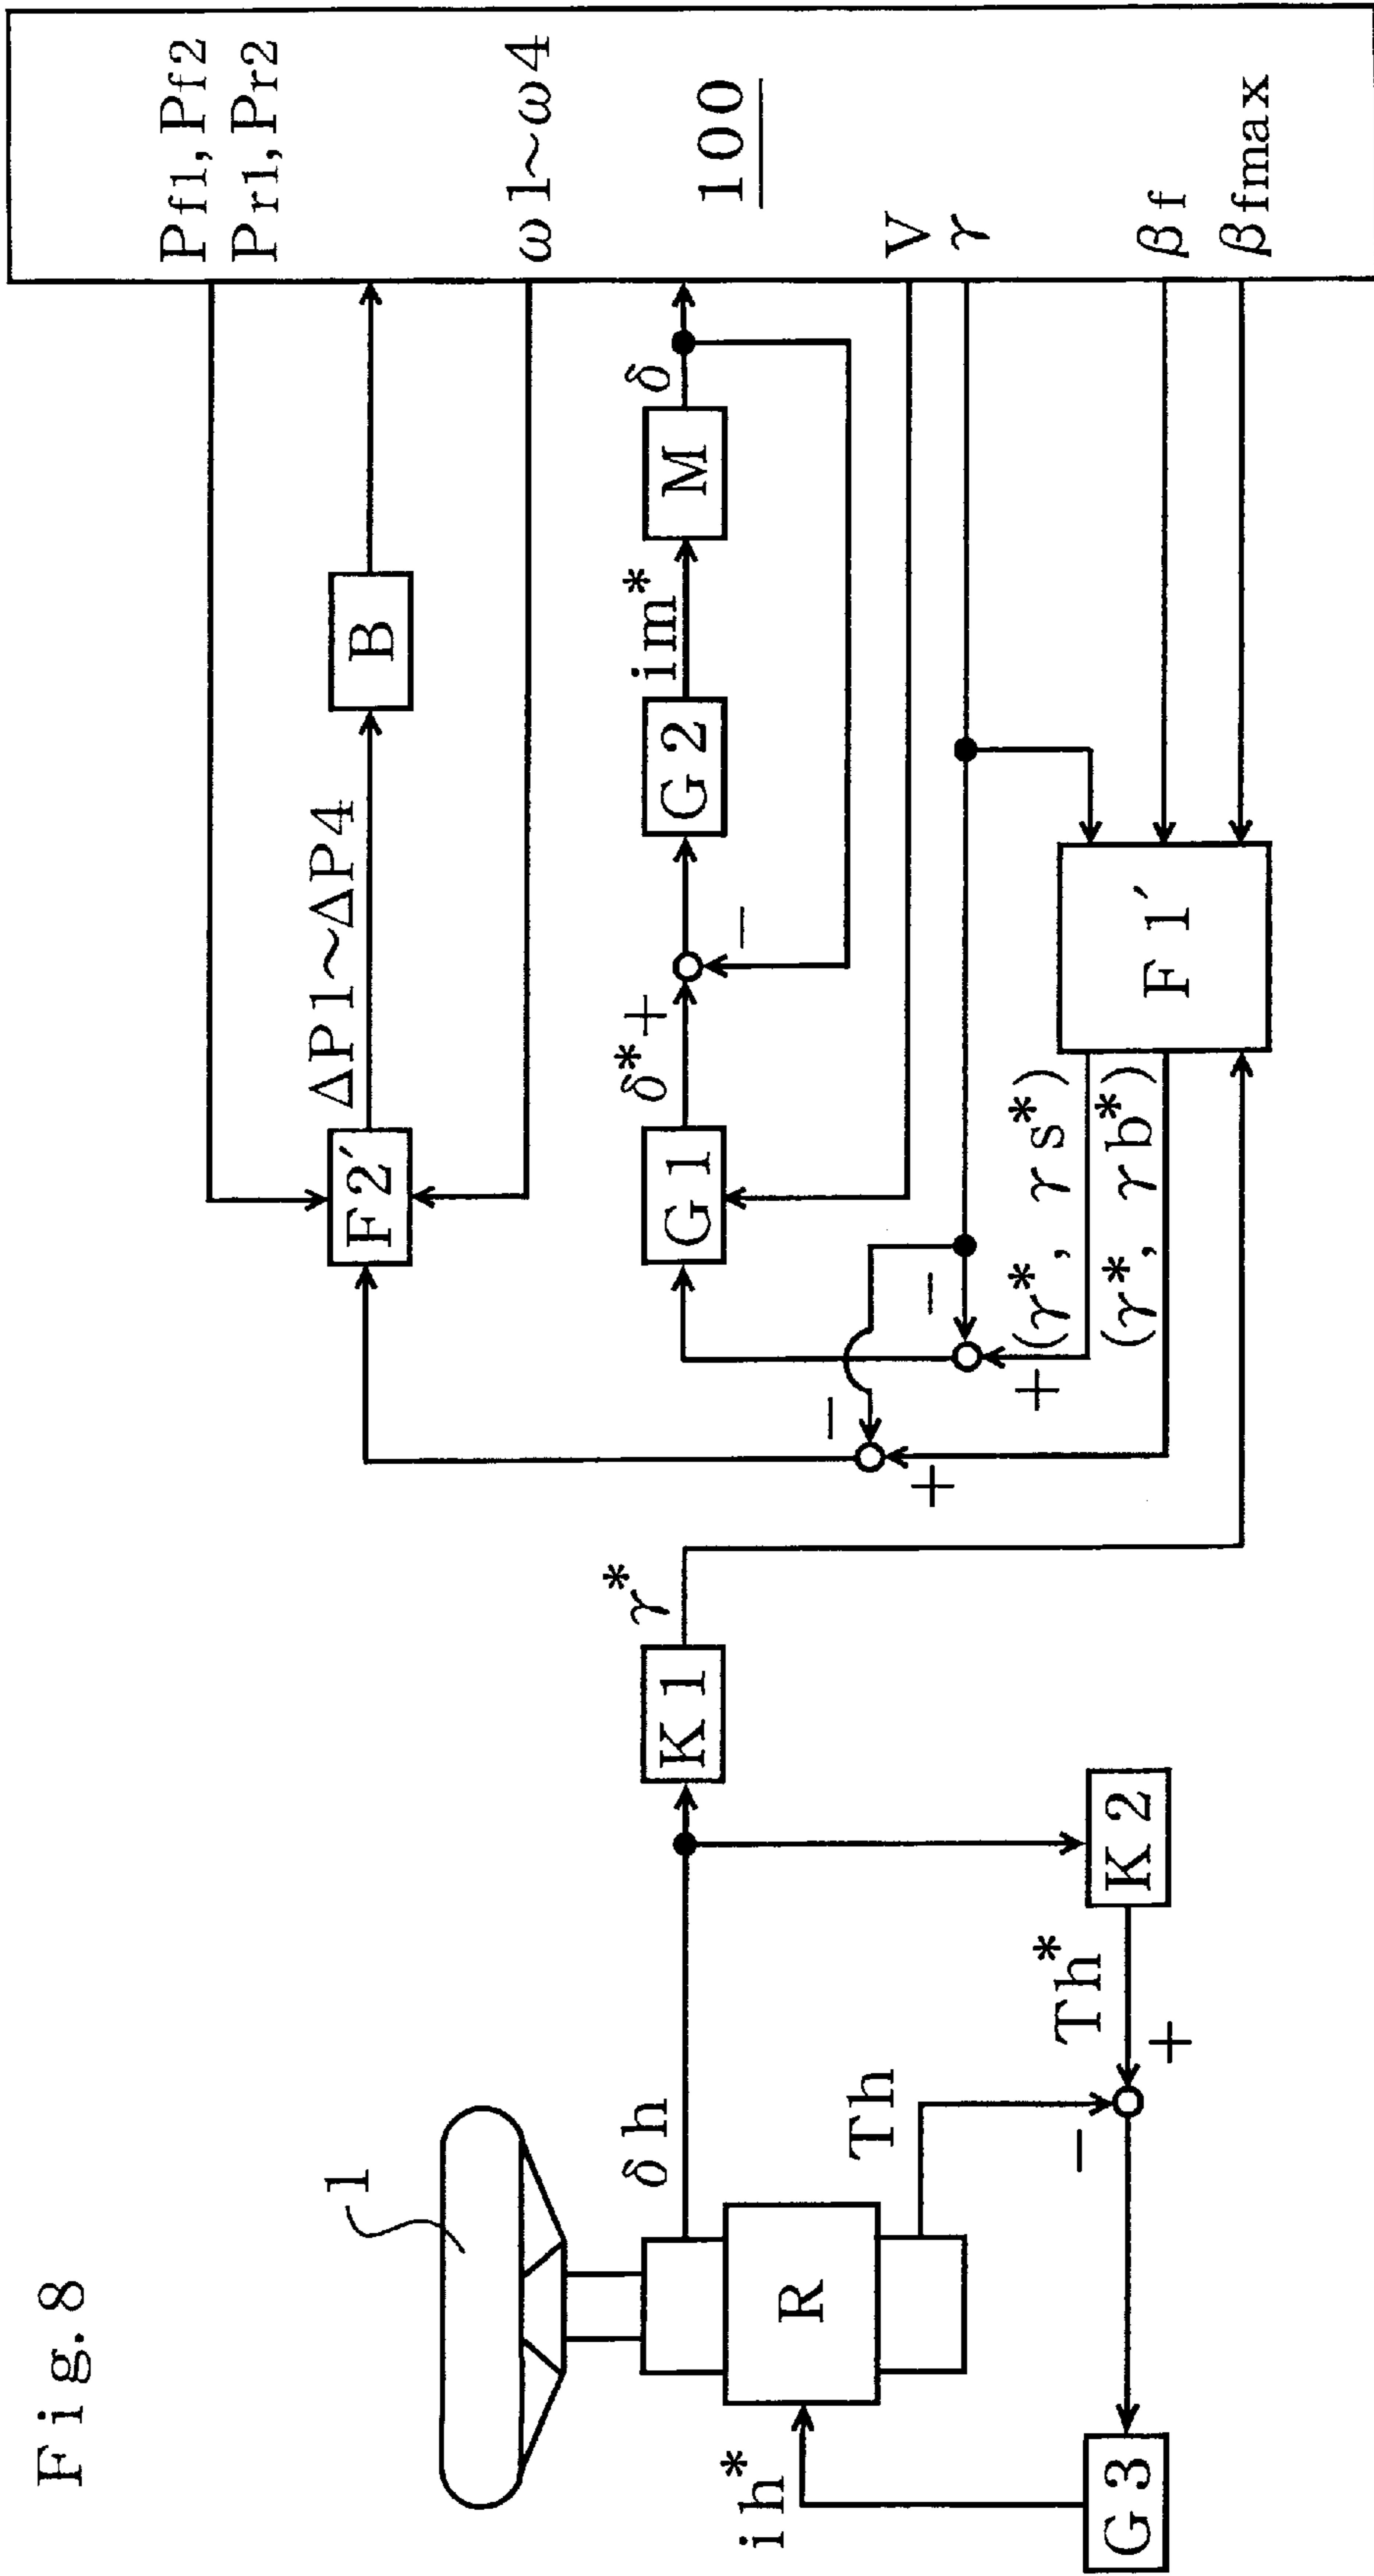 Fig. 8
1
δh
R
Th
ih*
G3
Th*
+
−
K2
K1
γ*
F2′
ΔP1~ΔP4
B
Pf1, Pf2
Pr1, Pr2
ω1~ω4
100
G1
δ*
+
−
G2
im*
M
δ
V
γ
−
+
−
+
(γ*, γs*)
(γ*, γb*)
F1′
βf
βfmax